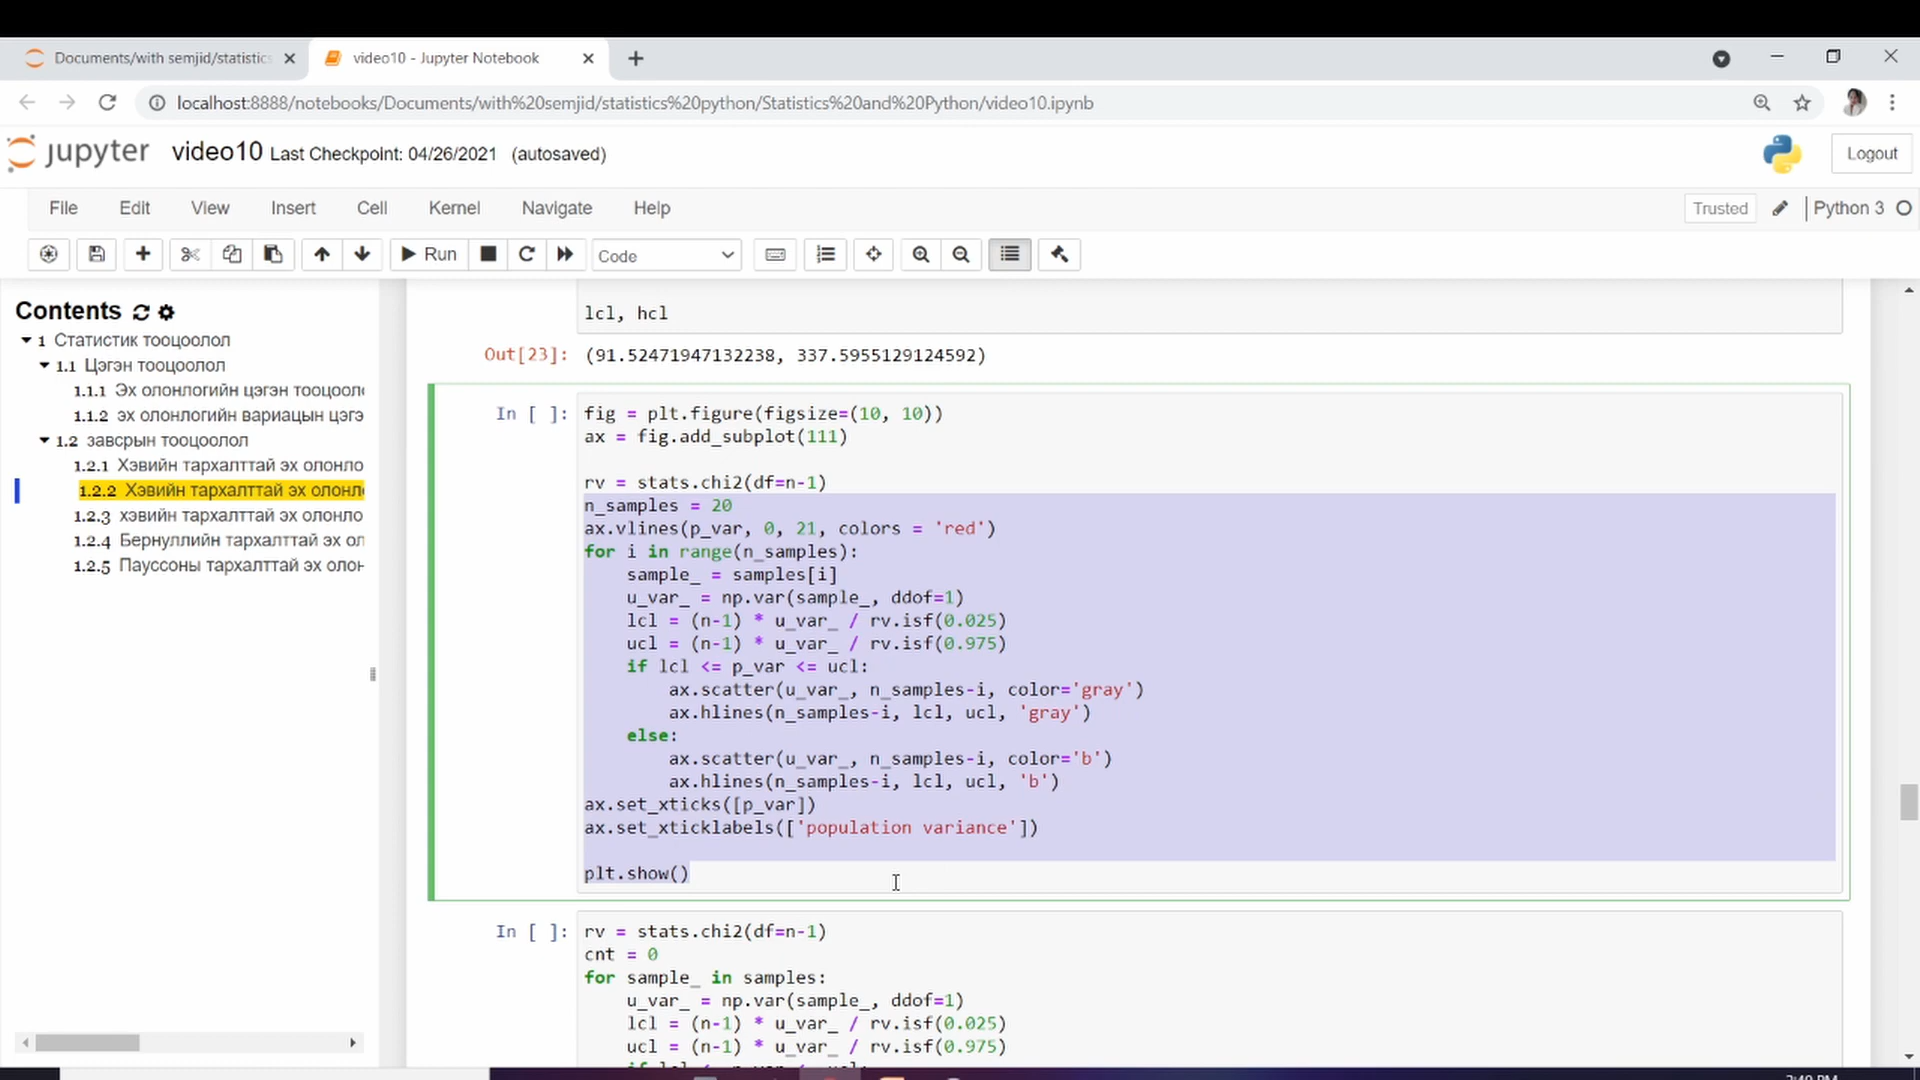 Documents/with semjid/statistics
video10 - Jupyter Notebook
localhost:8888/notebooks/Documents/with%20semjid/statistics%20python/Statistics%20and%20Python/video10.ipynb
jupyter video10 Last Checkpoint: 04/26/2021 (autosaved)
Logout
File Edit View Insert Cell Kernel Navigate Help
Trusted Python 3
Run Code
Contents
1 Статистик тооцоолол
1.1 Цэгэн тооцоолол
1.1.1 Эх олонлогийн цэгэн тооцоол
1.1.2 эх олонлогийн вариацын цэгэ
1.2 завсрын тооцоолол
1.2.1 Хэвийн тархалттай эх олонло
1.2.2 Хэвийн тархалттай эх олонл
1.2.3 хэвийн тархалттай эх олонло
1.2.4 Бернуллийн тархалттай эх ол
1.2.5 Пауссоны тархалттай эх олон
lcl, hcl
Out[23]: (91.52471947132238, 337.5955129124592)
In [ ]: fig = plt.figure(figsize=(10, 10))
ax = fig.add_subplot(111)
rv = stats.chi2(df=n-1)
n_samples = 20
ax.vlines(p_var, 0, 21, colors = 'red')
for i in range(n_samples):
sample_ = samples[i]
u_var_ = np.var(sample_, ddof=1)
lcl = (n-1) * u_var_ / rv.isf(0.025)
ucl = (n-1) * u_var_ / rv.isf(0.975)
if lcl <= p_var <= ucl:
ax.scatter(u_var_, n_samples-i, color='gray')
ax.hlines(n_samples-i, lcl, ucl, 'gray')
else:
ax.scatter(u_var_, n_samples-i, color='b')
ax.hlines(n_samples-i, lcl, ucl, 'b')
ax.set_xticks([p_var])
ax.set_xticklabels(['population variance'])
plt.show()
In [ ]: rv = stats.chi2(df=n-1)
cnt = 0
for sample_ in samples:
u_var_ = np.var(sample_, ddof=1)
lcl = (n-1) * u_var_ / rv.isf(0.025)
ucl = (n-1) * u_var_ / rv.isf(0.975)